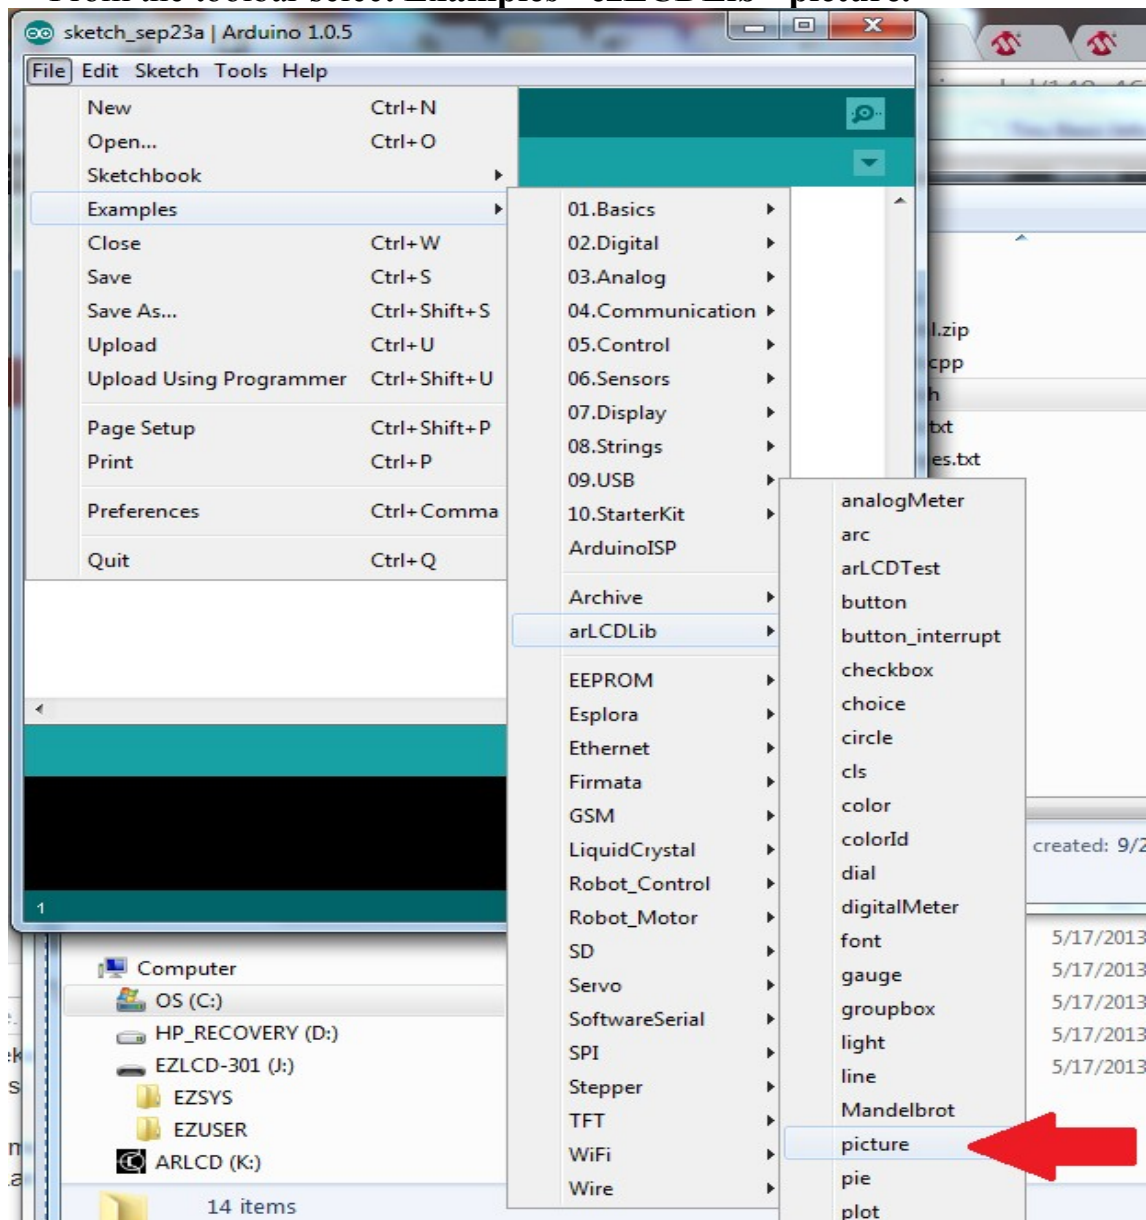 sketch_sep23a | Arduino 1.0.5
File Edit Sketch Tools Help
New Ctrl+N
Open... Ctrl+O
Sketchbook
Examples
Close Ctrl+W
Save Ctrl+S
Save As... Ctrl+Shift+S
Upload Ctrl+U
Upload Using Programmer Ctrl+Shift+U
Page Setup Ctrl+Shift+P
Print Ctrl+P
Preferences Ctrl+Comma
Quit Ctrl+Q
01.Basics
02.Digital
03.Analog
04.Communication
05.Control
06.Sensors
07.Display
08.Strings
09.USB
10.StarterKit
ArduinoISP
Archive
arLCDLib
EEPROM
Esplora
Ethernet
Firmata
GSM
LiquidCrystal
Robot_Control
Robot_Motor
SD
Servo
SoftwareSerial
SPI
Stepper
TFT
WiFi
Wire
analogMeter
arc
arLCDTest
button
button_interrupt
checkbox
choice
circle
cls
color
colorId
dial
digitalMeter
font
gauge
groupbox
light
line
Mandelbrot
picture
pie
plot
l.zip
cpp
h
txt
es.txt
created: 9/2
5/17/2013
5/17/2013
5/17/2013
5/17/2013
5/17/2013
1
Computer
OS (C:)
HP_RECOVERY (D:)
EZLCD-301 (J:)
EZSYS
EZUSER
ARLCD (K:)
14 items